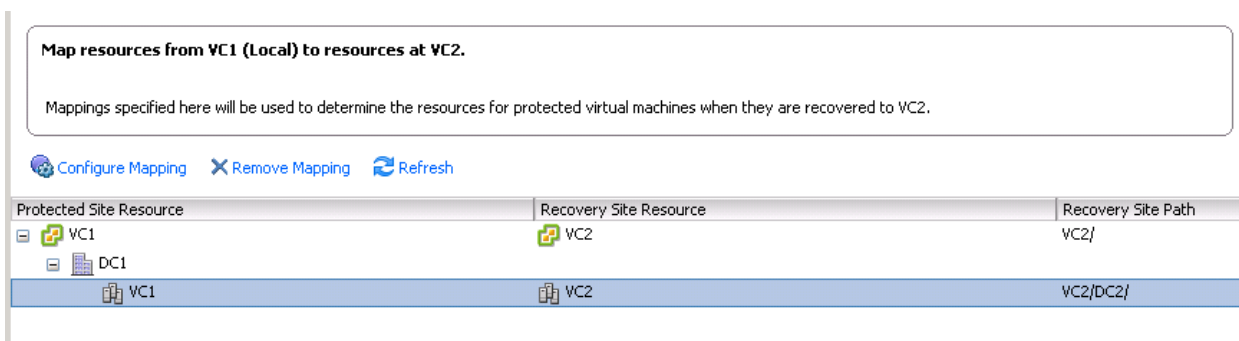 Map resources from VC1 (Local) to resources at VC2.
Mappings specified here will be used to determine the resources for protected virtual machines when they are recovered to VC2.
Configure Mapping Remove Mapping Refresh
Protected Site Resource Recovery Site Resource Recovery Site Path
VC1 VC2 VC2/
DC1
VC1 VC2 VC2/DC2/